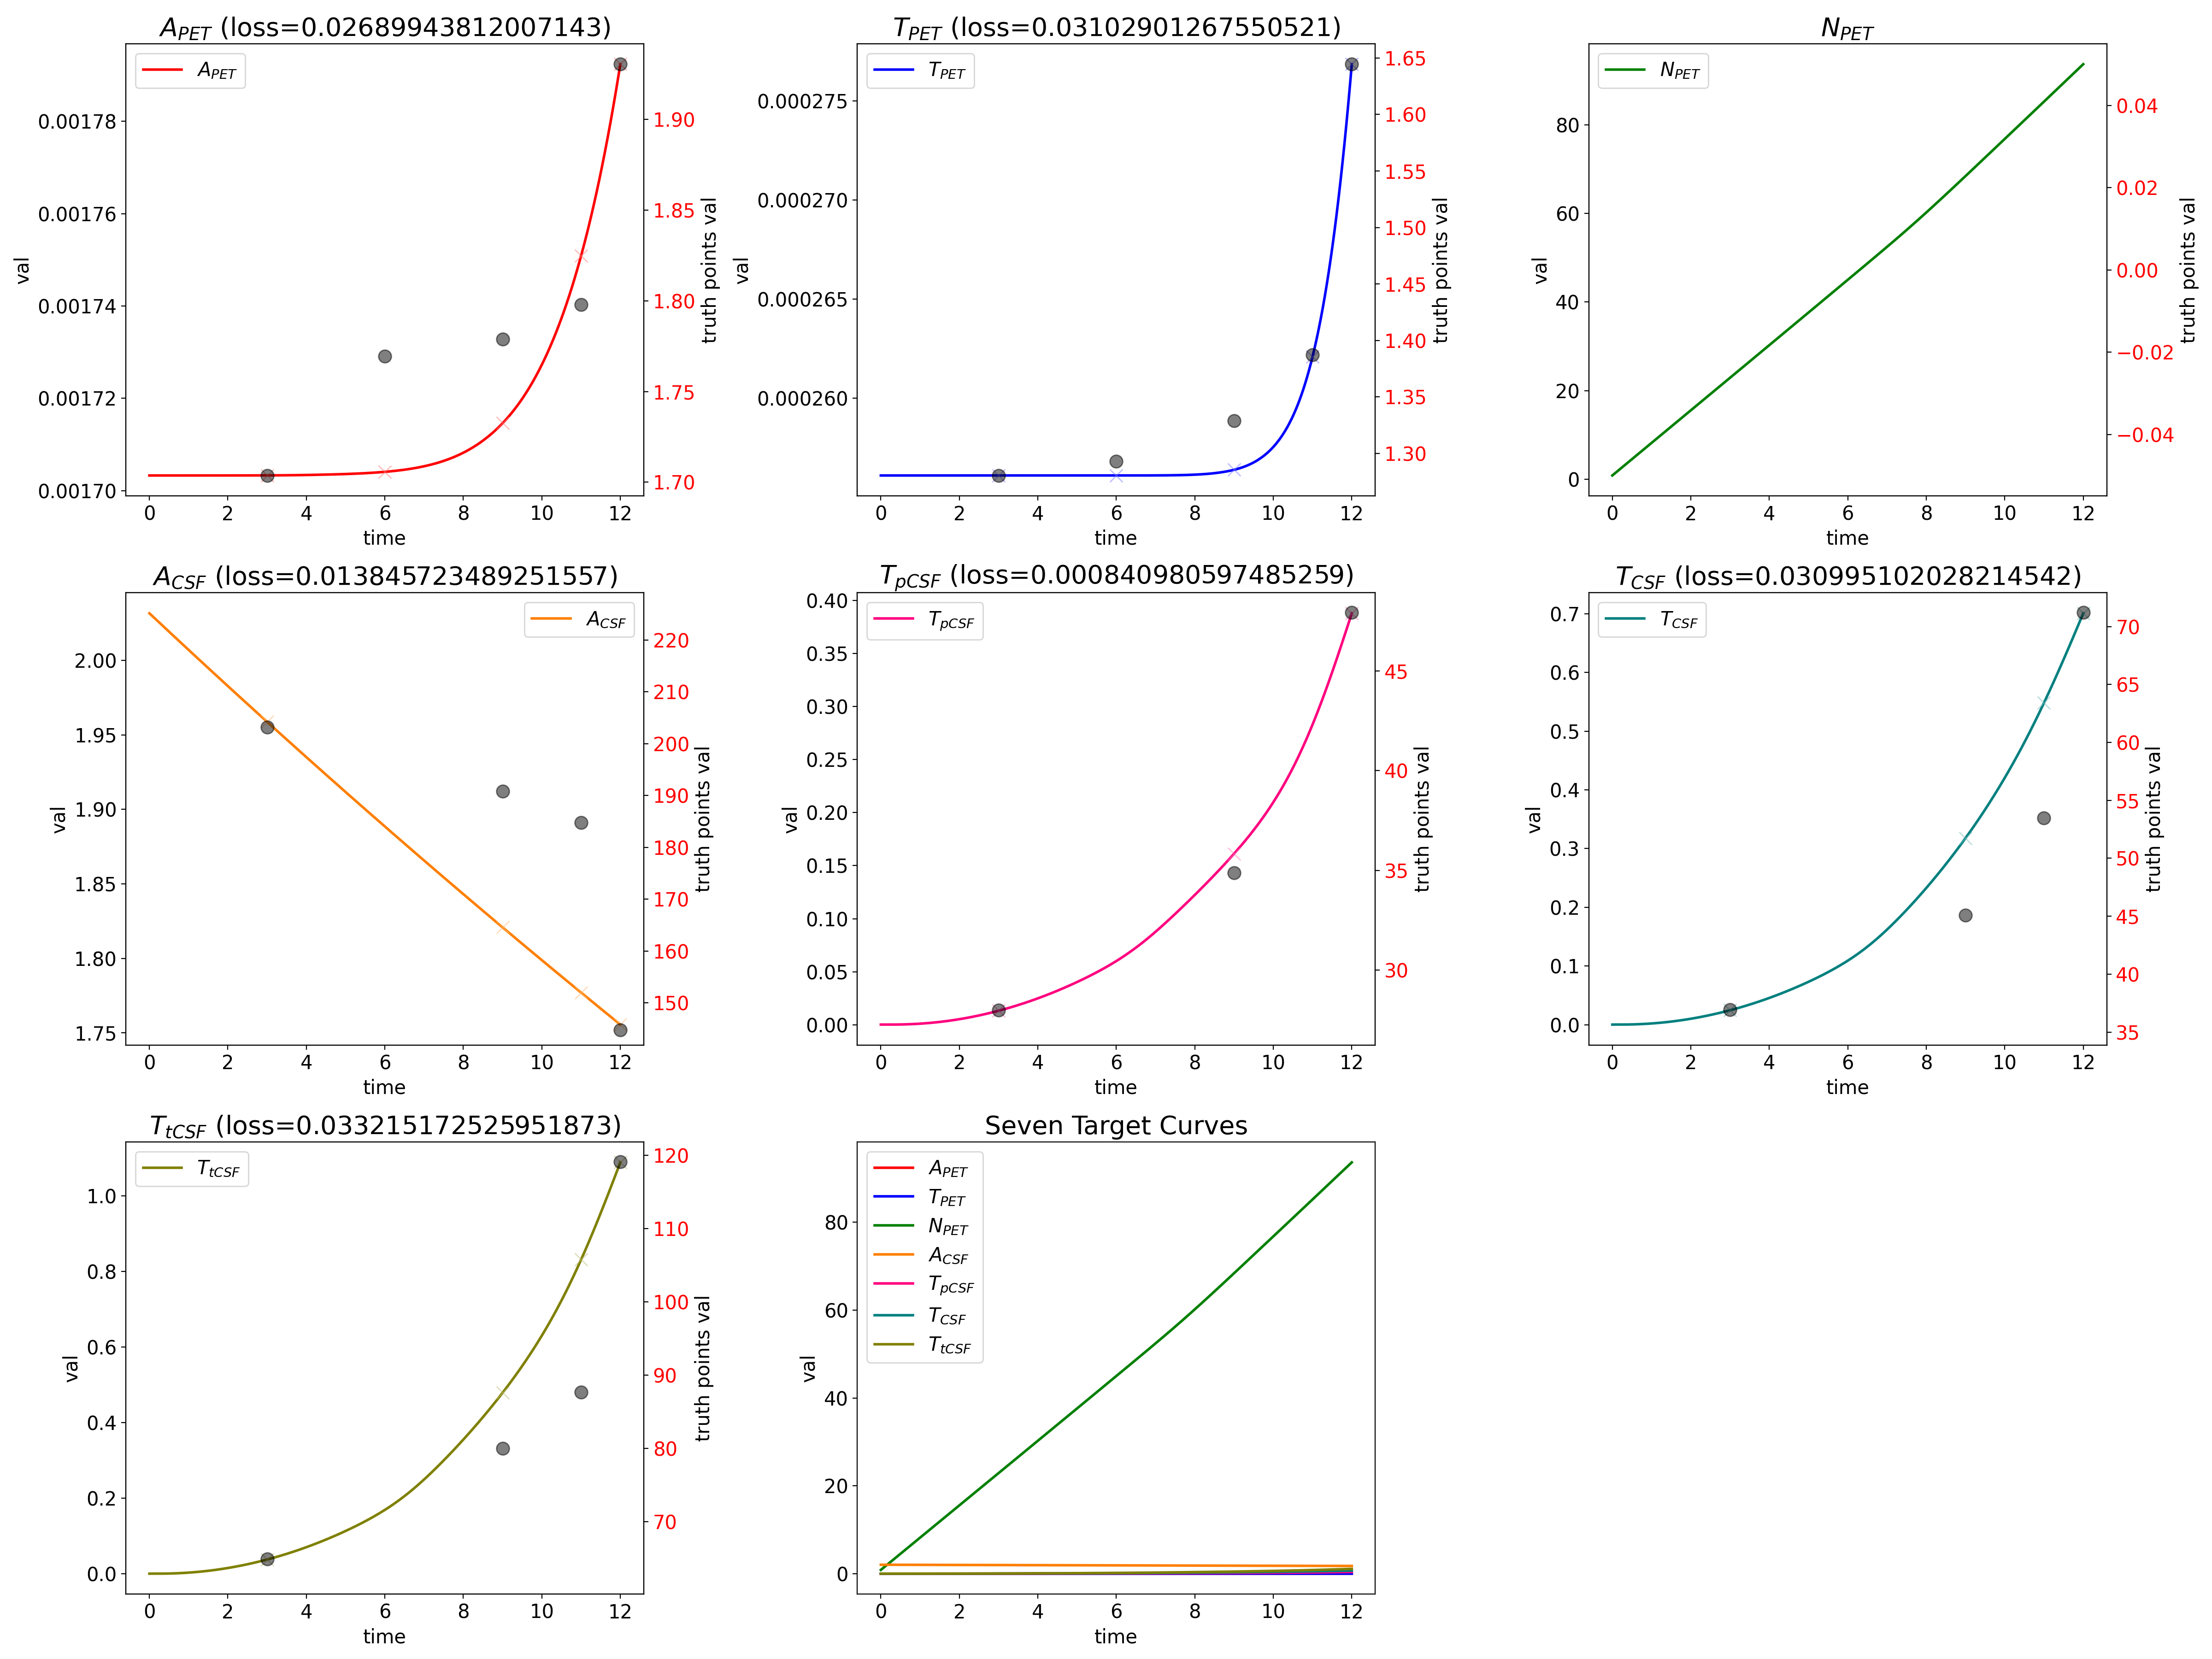 A_PET (loss=0.02689943812007143)
A_PET
val
0.00178
0.00176
0.00174
0.00172
0.00170
1.90
1.85
1.80
1.75
1.70
truth points val
0 2 4 6 8 10 12
time
T_PET (loss=0.03102901267550521)
T_PET
val
0.000275
0.000270
0.000265
0.000260
1.65
1.60
1.55
1.50
1.45
1.40
1.35
1.30
truth points val
0 2 4 6 8 10 12
time
N_PET
N_PET
val
80
60
40
20
0
0.04
0.02
0.00
−0.02
−0.04
truth points val
0 2 4 6 8 10 12
time
A_CSF (loss=0.013845723489251557)
A_CSF
val
2.00
1.95
1.90
1.85
1.80
1.75
220
210
200
190
180
170
160
150
truth points val
0 2 4 6 8 10 12
time
T_pCSF (loss=0.000840980597485259)
T_pCSF
val
0.40
0.35
0.30
0.25
0.20
0.15
0.10
0.05
0.00
45
40
35
30
truth points val
0 2 4 6 8 10 12
time
T_CSF (loss=0.030995102028214542)
T_CSF
val
0.7
0.6
0.5
0.4
0.3
0.2
0.1
0.0
70
65
60
55
50
45
40
35
truth points val
0 2 4 6 8 10 12
time
T_tCSF (loss=0.033215172525951873)
T_tCSF
val
1.0
0.8
0.6
0.4
0.2
0.0
120
110
100
90
80
70
truth points val
0 2 4 6 8 10 12
time
Seven Target Curves
A_PET
T_PET
N_PET
A_CSF
T_pCSF
T_CSF
T_tCSF
val
80
60
40
20
0
0 2 4 6 8 10 12
time